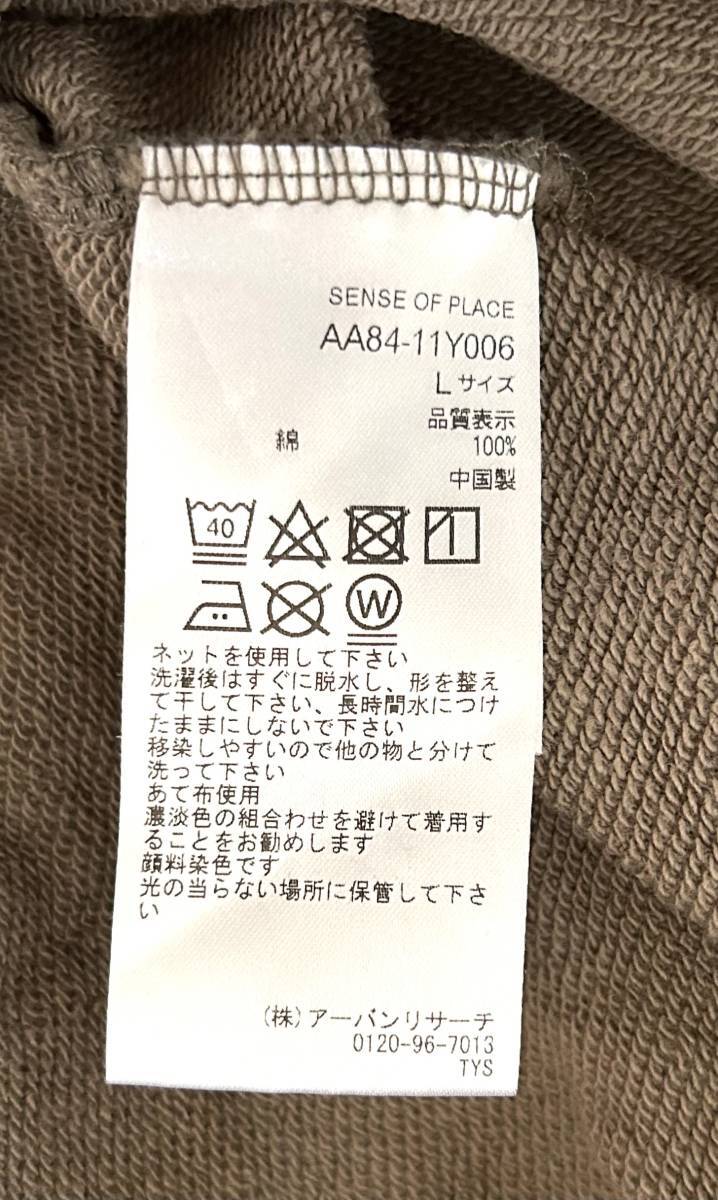 SENSE OF PLACE
AA84-11Y006
Lサイズ
品質表示
綿 100%
中国製
40
W
ネットを使用して下さい
洗濯後はすぐに脱水し、形を整え
て干して下さい、長時間水につけ
たままにしないで下さい
移染しやすいので他の物と分けて
洗って下さい
あて布使用
濃淡色の組合わせを避けて着用す
ることをお勧めします
顔料染色です
光の当らない場所に保管して下さ
い
(株)アーバンリサーチ
0120-96-7013
TYS